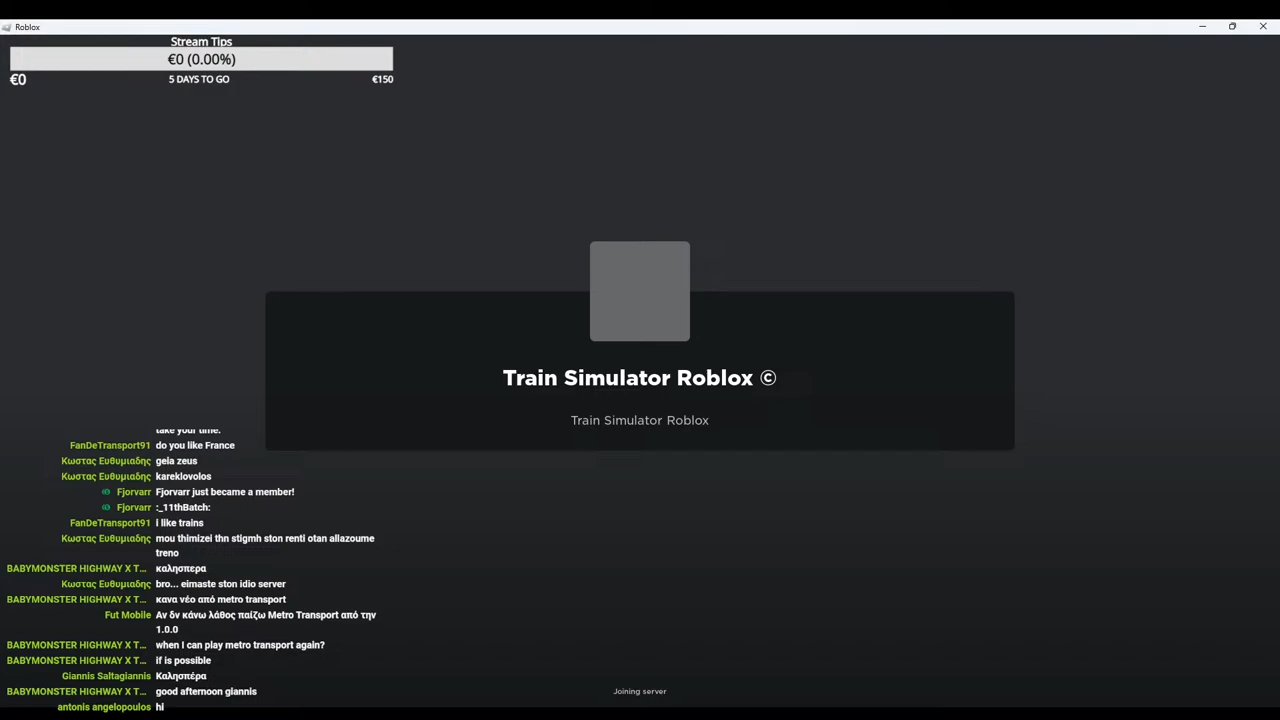 Roblox
Stream Tips
€0 (0.00%)
€0 5 DAYS TO GO €150
Train Simulator Roblox ©
Train Simulator Roblox
take your time.
FanDeTransport91 do you like France
Κωστας Ευθυμιαδης geia zeus
Κωστας Ευθυμιαδης kareklovolos
Fjorvarr Fjorvarr just became a member!
Fjorvarr :_11thBatch:
FanDeTransport91 i like trains
Κωστας Ευθυμιαδης mou thimizei thn stigmh ston renti otan allazoume
treno
BABYMONSTER HIGHWAY X T... καλησπερα
Κωστας Ευθυμιαδης bro... eimaste ston idio server
BABYMONSTER HIGHWAY X T... κανα νέο από metro transport
Fut Mobile Αν δν κάνω λάθος παίζω Metro Transport από την
1.0.0
BABYMONSTER HIGHWAY X T... when I can play metro transport again?
BABYMONSTER HIGHWAY X T... if is possible
Giannis Saltagiannis Καλησπέρα
BABYMONSTER HIGHWAY X T... good afternoon giannis
antonis angelopoulos hi
Joining server